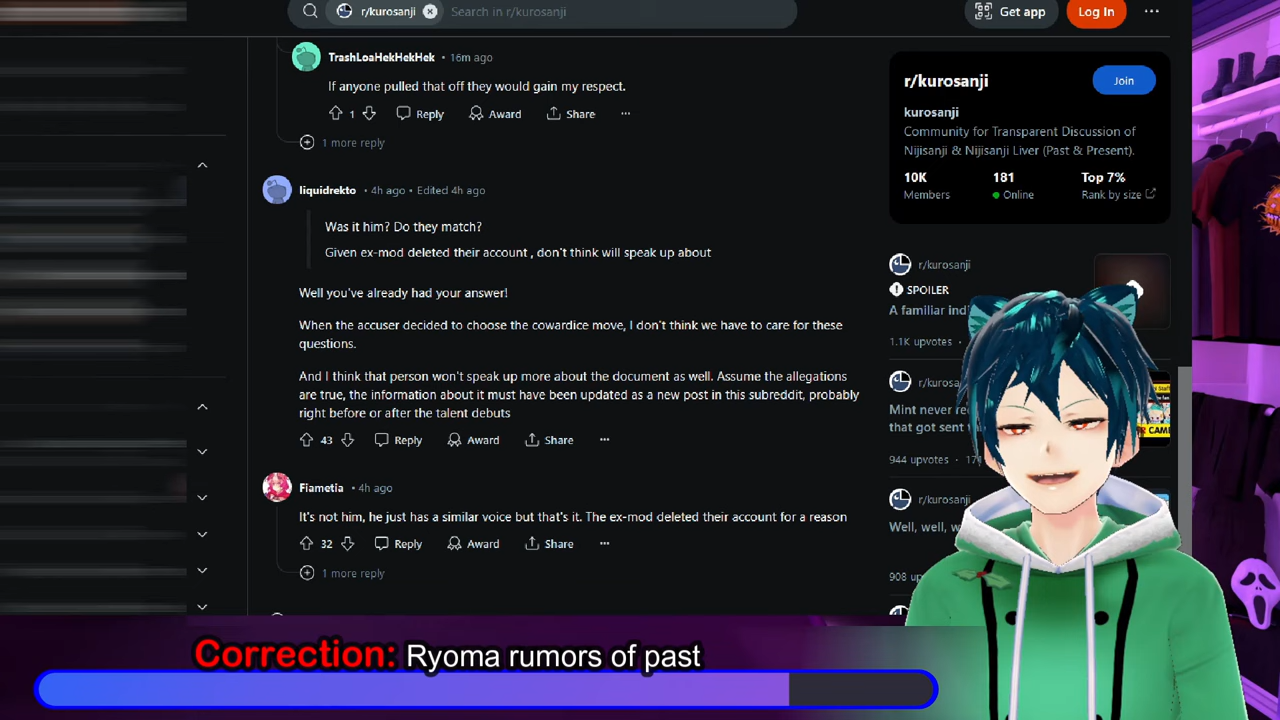 r/kurosanji
Search in r/kurosanji
Get app
Log In
TrashLoaHekHekHek • 16m ago
If anyone pulled that off they would gain my respect.
1 Reply Award Share
1 more reply
liquidrekto • 4h ago • Edited 4h ago
Was it him? Do they match?
Given ex-mod deleted their account , don't think will speak up about
Well you've already had your answer!
When the accuser decided to choose the cowardice move, I don't think we have to care for these
questions.
And I think that person won't speak up more about the document as well. Assume the allegations
are true, the information about it must have been updated as a new post in this subreddit, probably
right before or after the talent debuts
43 Reply Award Share
Fiametia • 4h ago
It's not him, he just has a similar voice but that's it. The ex-mod deleted their account for a reason
32 Reply Award Share
1 more reply
r/kurosanji
Join
kurosanji
Community for Transparent Discussion of
Nijisanji & Nijisanji Liver (Past & Present).
10K 181 Top 7%
Members Online Rank by size
r/kurosanji
SPOILER
A familiar
1.1K upvotes •
Mint never
that got sent
944 upvotes •
r/kurosanji
Well, well,
908
Correction: Ryoma rumors of past